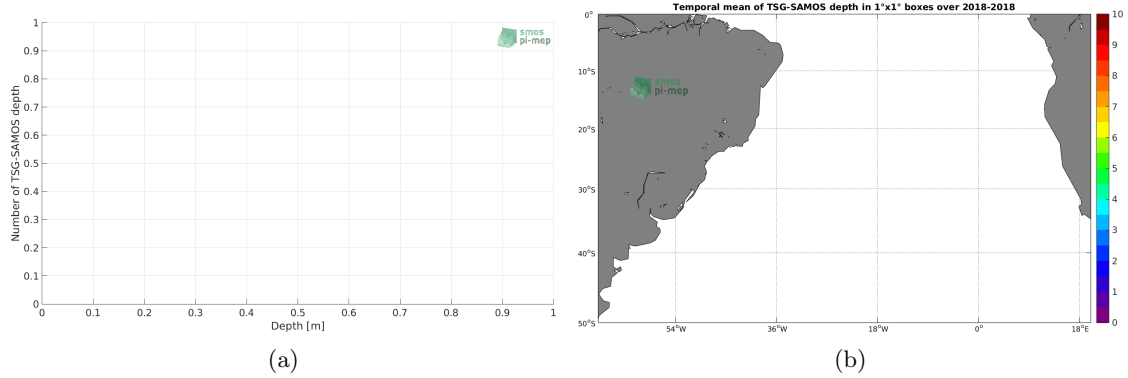 1
0.9
0.8
0.7
0.6
0.5
0.4
0.3
0.2
0.1
0
Number of TSG-SAMOS depth
0 0.1 0.2 0.3 0.4 0.5 0.6 0.7 0.8 0.9 1
Depth [m]
smos
pi-mep
(a)
Temporal mean of TSG-SAMOS depth in 1°x1° boxes over 2018-2018
0°
10°S
20°S
30°S
40°S
50°S
54°W 36°W 18°W 0° 18°E
smos
pi-mep
10
9
8
7
6
5
4
3
2
1
0
(b)